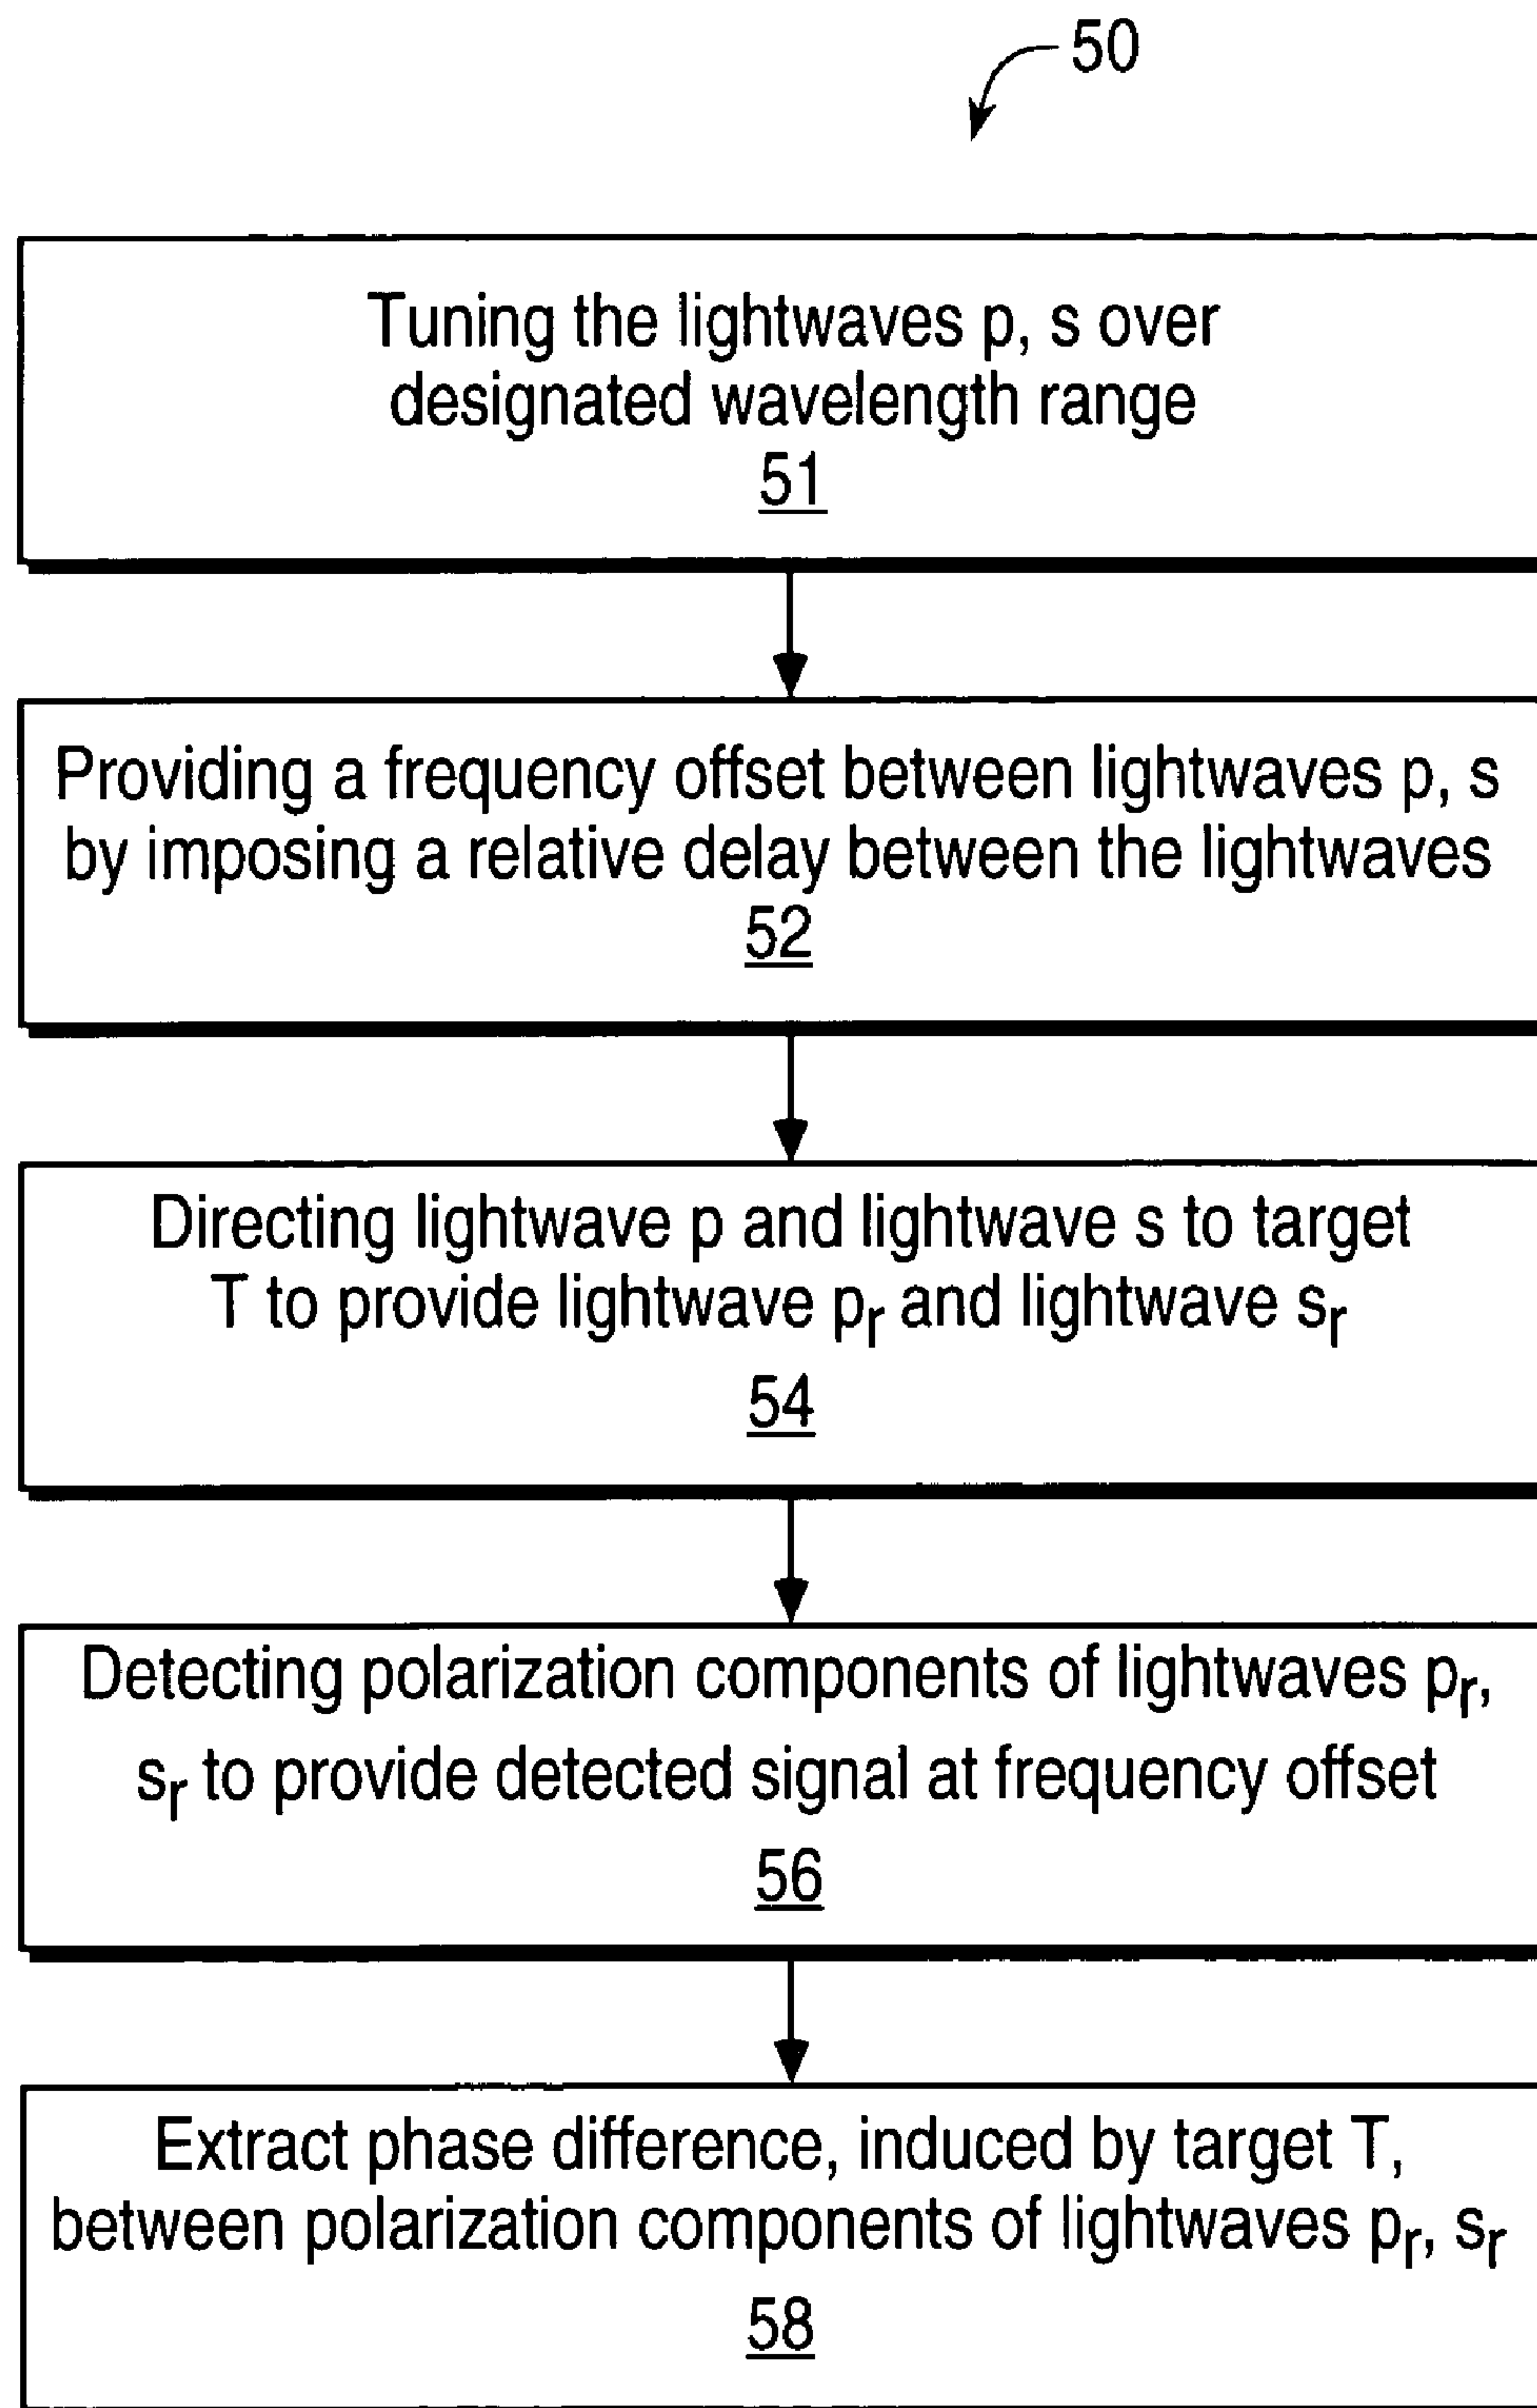 50
Tuning the lightwaves p, s over
designated wavelength range
51
Providing a frequency offset between lightwaves p, s
by imposing a relative delay between the lightwaves
52
Directing lightwave p and lightwave s to target
T to provide lightwave pr and lightwave sr
54
Detecting polarization components of lightwaves pr,
sr to provide detected signal at frequency offset
56
Extract phase difference, induced by target T,
between polarization components of lightwaves pr, sr
58